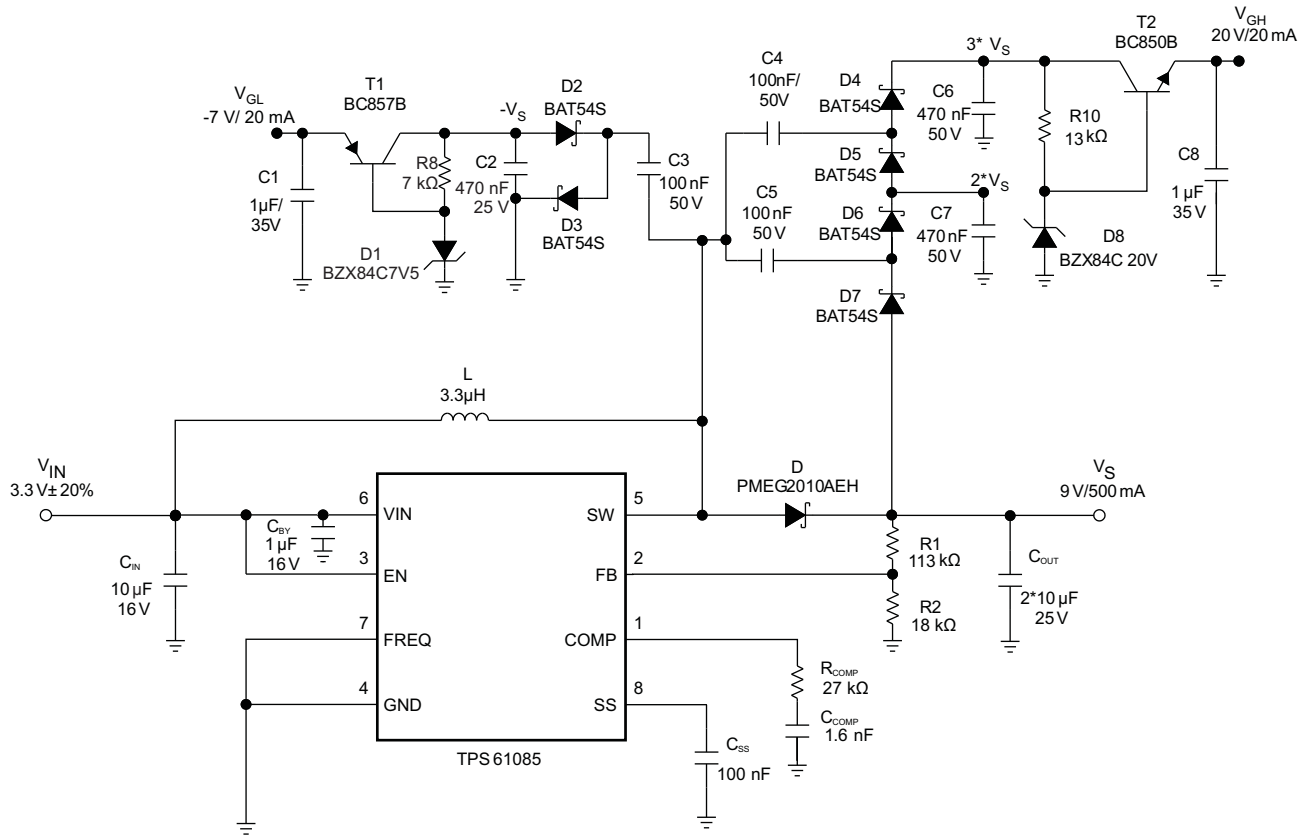 T2
BC850B
V_GH
20 V/20 mA
3* V_S
C4
100nF/
50V
D4
BAT54S
C6
470 nF
50 V
R10
13 kΩ
C8
1 µF
35 V
T1
BC857B
V_GL
-7 V/ 20 mA
-V_S
D2
BAT54S
C1
1µF/
35V
R8
7 kΩ
C2
470 nF
25 V
C3
100 nF
50 V
D3
BAT54S
D5
BAT54S
2*V_S
C5
100 nF
50V
D6
BAT54S
C7
470 nF
50 V
D8
BZX84C 20V
D1
BZX84C7V5
D7
BAT54S
L
3.3µH
V_IN
3.3 V± 20%
D
PMEG2010AEH
V_S
9 V/500 mA
6
VIN
5
SW
C_BY
1 µF
16 V
C_IN
10 µF
16 V
3
EN
2
FB
R1
113 kΩ
R2
18 kΩ
C_OUT
2*10 µF
25 V
7
FREQ
1
COMP
R_COMP
27 kΩ
C_COMP
1.6 nF
4
GND
8
SS
C_SS
100 nF
TPS 61085